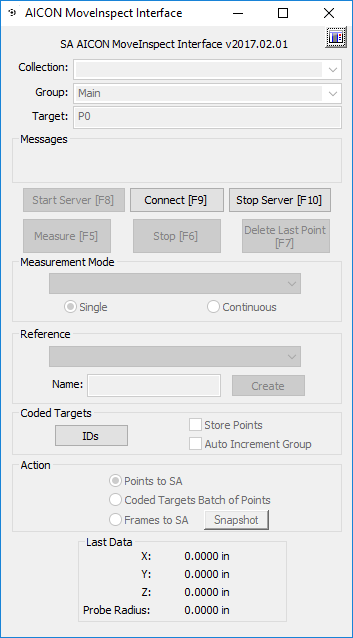 AICON MoveInspect Interface
SA AICON MoveInspect Interface v2017.02.01
Collection:
Group: Main
Target: P0
Messages
Start Server [F8] Connect [F9] Stop Server [F10]
Measure [F5] Stop [F6] Delete Last Point
[F7]
Measurement Mode
Single Continuous
Reference
Name: Create
Coded Targets
IDs Store Points
Auto Increment Group
Action
Points to SA
Coded Targets Batch of Points
Frames to SA Snapshot
Last Data
X: 0.0000 in
Y: 0.0000 in
Z: 0.0000 in
Probe Radius: 0.0000 in